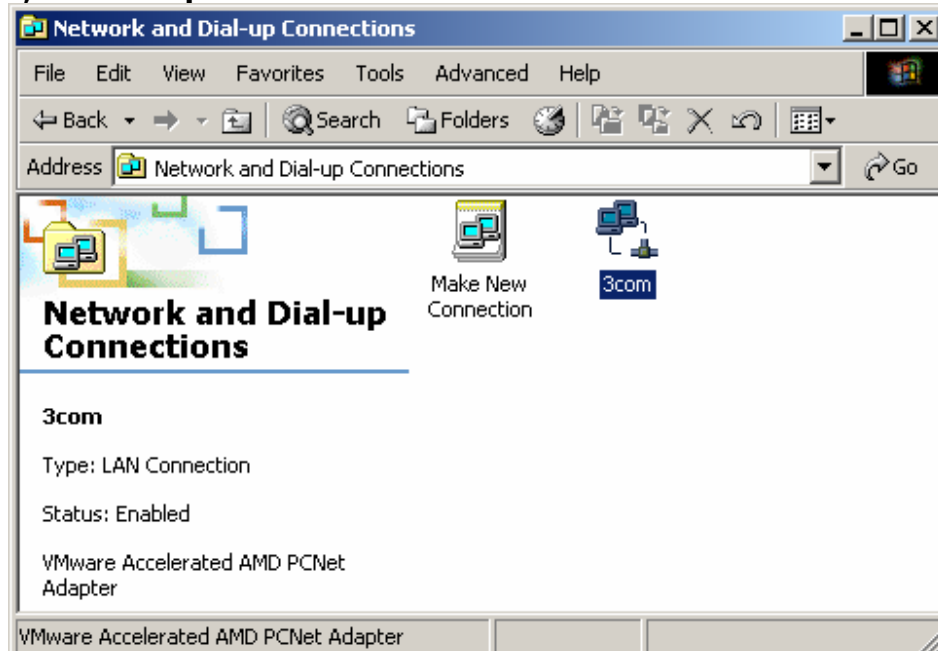 Network and Dial-up Connections
File Edit View Favorites Tools Advanced Help
Back Search Folders
Address Network and Dial-up Connections Go
Make New
Connection
3com
Network and Dial-up
Connections
3com
Type: LAN Connection
Status: Enabled
VMware Accelerated AMD PCNet
Adapter
VMware Accelerated AMD PCNet Adapter